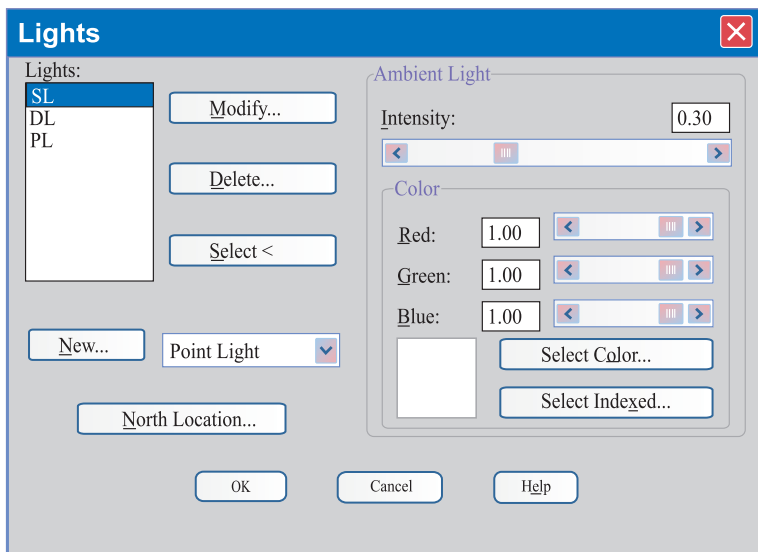 Lights
Lights:
SL
DL
PL
Modify...
Delete...
Select <
New...
Point Light
North Location...
Ambient Light
Intensity:
0.30
Color
Red:
1.00
Green:
1.00
Blue:
1.00
Select Color...
Select Indexed...
OK
Cancel
Help